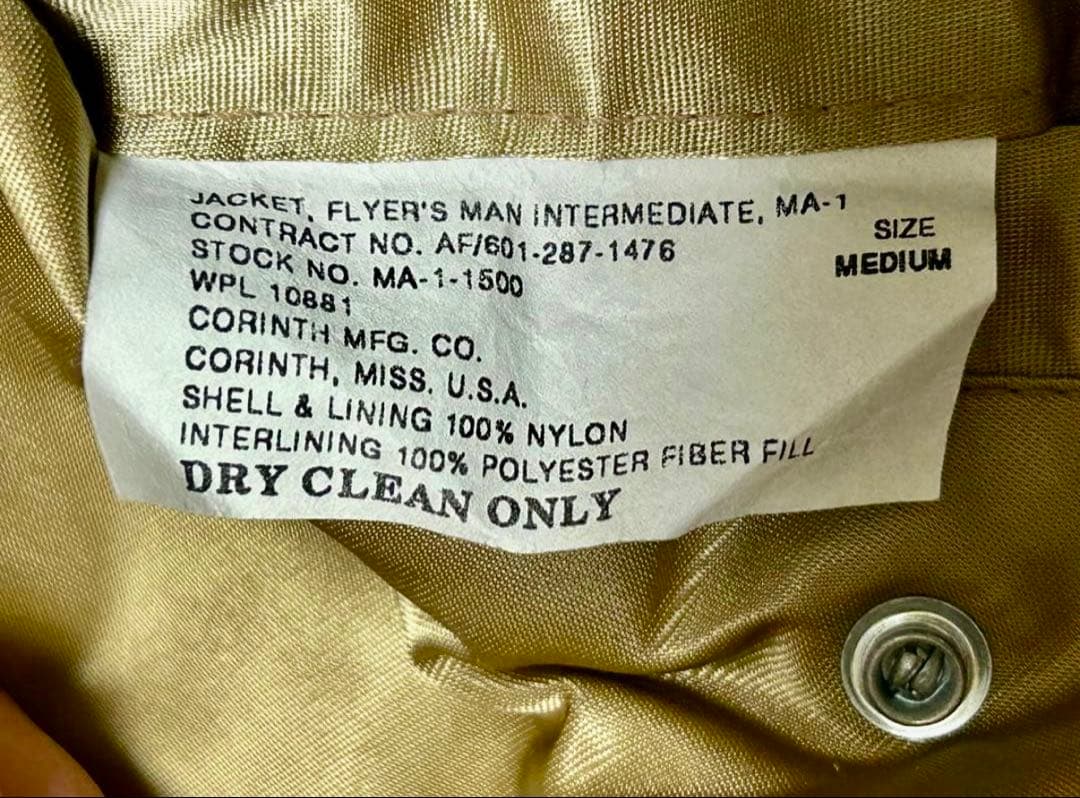 JACKET, FLYER'S MAN INTERMEDIATE, MA-1
CONTRACT NO. AF/601-287-1476
STOCK NO. MA-1-1500
WPL 10881
CORINTH MFG. CO.
CORINTH, MISS. U.S.A.
SHELL & LINING 100% NYLON
INTERLINING 100% POLYESTER FIBER FILL
DRY CLEAN ONLY
SIZE
MEDIUM